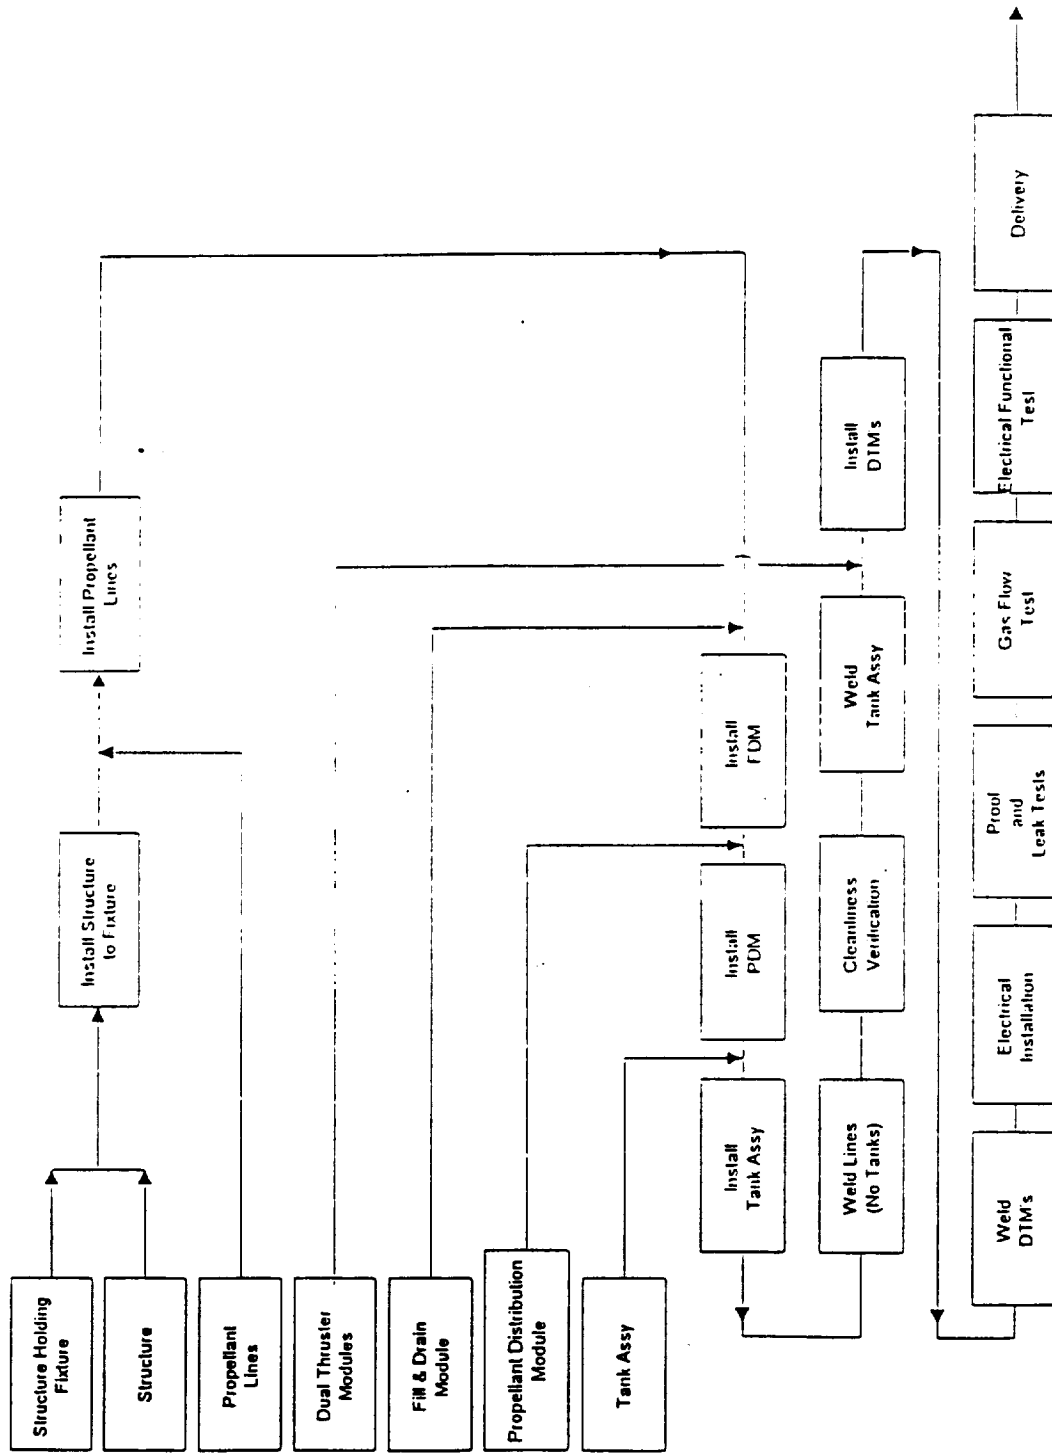 Structure Holding
Fixture
Structure
Propellant
Lines
Dual Thruster
Modules
Fill & Drain
Module
Propellant Distribution
Module
Tank Assy
Install Structure
to Fixture
Install Propellant
Lines
Install
Tank Assy
Install
PDM
Install
FDM
Weld Lines
(No Tanks)
Cleanliness
Verification
Weld
Tank Assy
Install
DTM's
Weld
DTM's
Electrical
Installation
Proof
and
Leak Tests
Gas Flow
Test
Electrical Functional
Test
Delivery